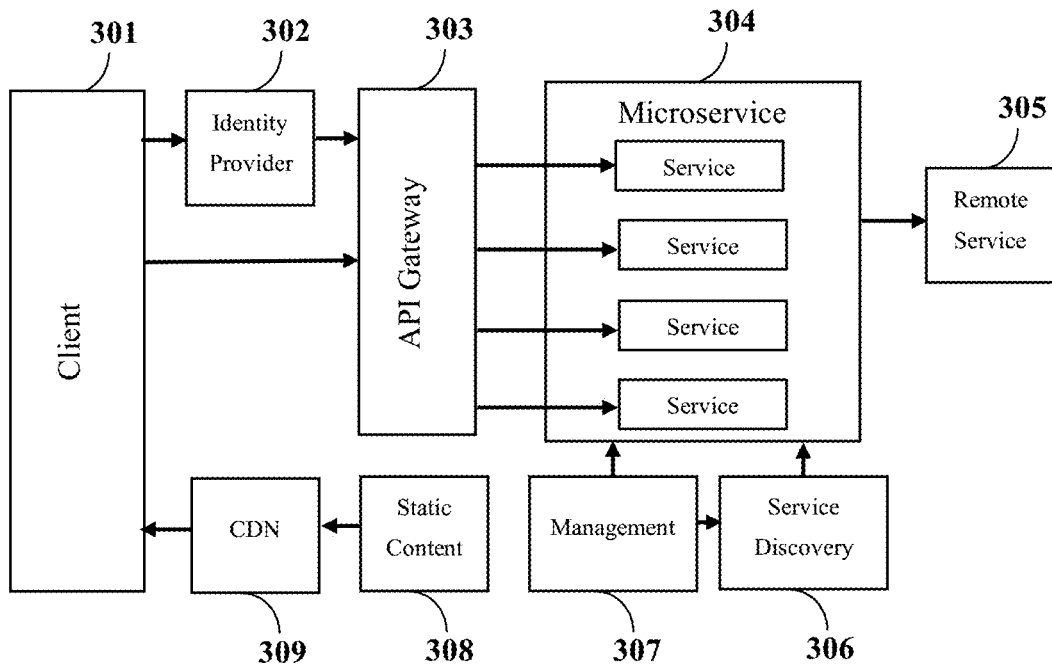 301
302
303
304
305
Identity
Provider
Microservice
Service
Service
Service
Service
Remote
Service
Client
API Gateway
CDN
Static
Content
Management
Service
Discovery
309
308
307
306